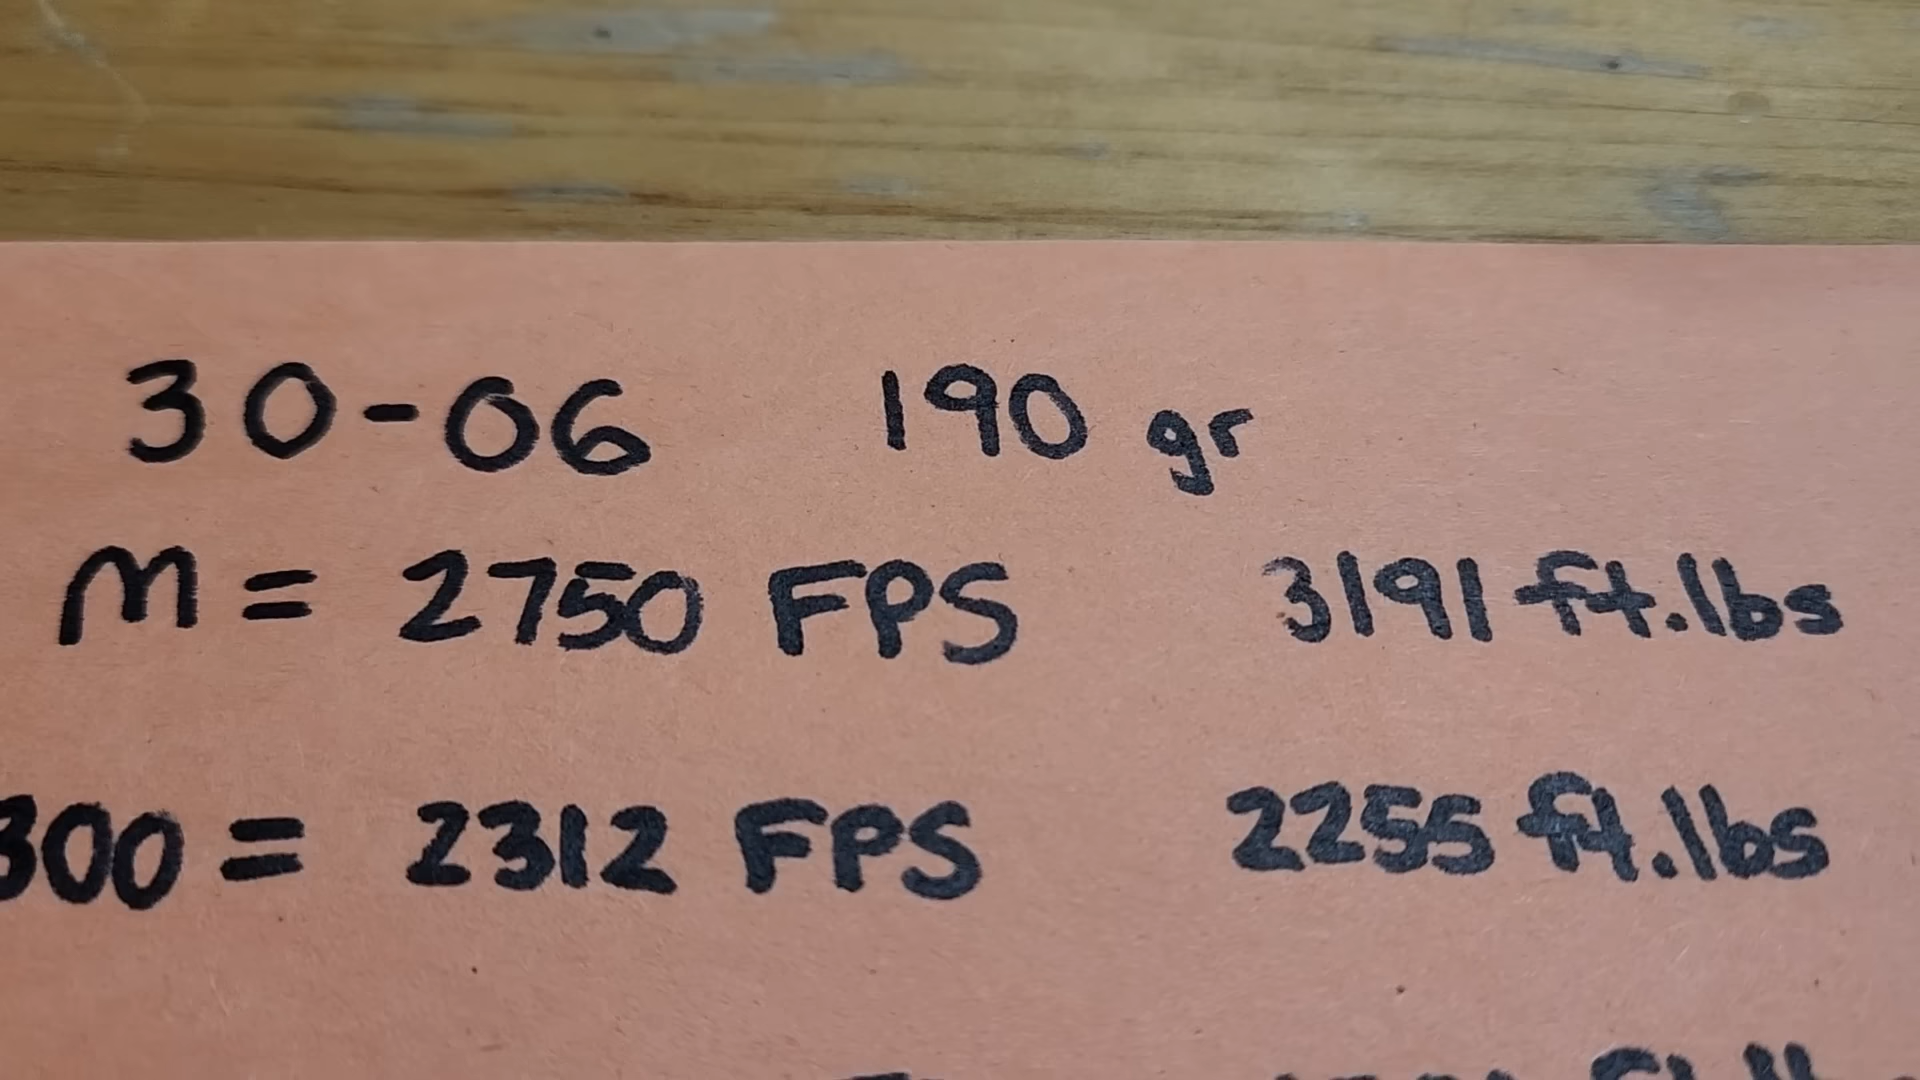 30-06 190 gr
M = 2750 FPS 3191 ft.lbs
300 = 2312 FPS 2255 ft.lbs